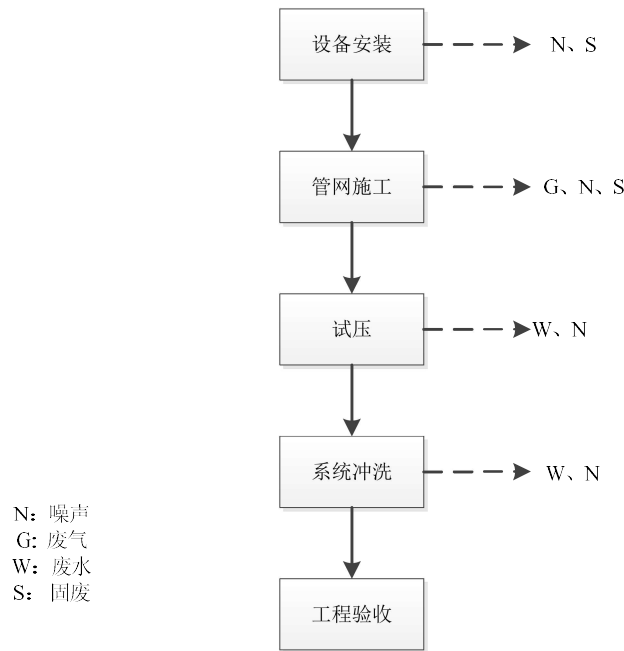 设备安装
N、S
管网施工
G、N、S
试压
W、N
系统冲洗
W、N
工程验收
N：噪声
G: 废气
W：废水
S：固废